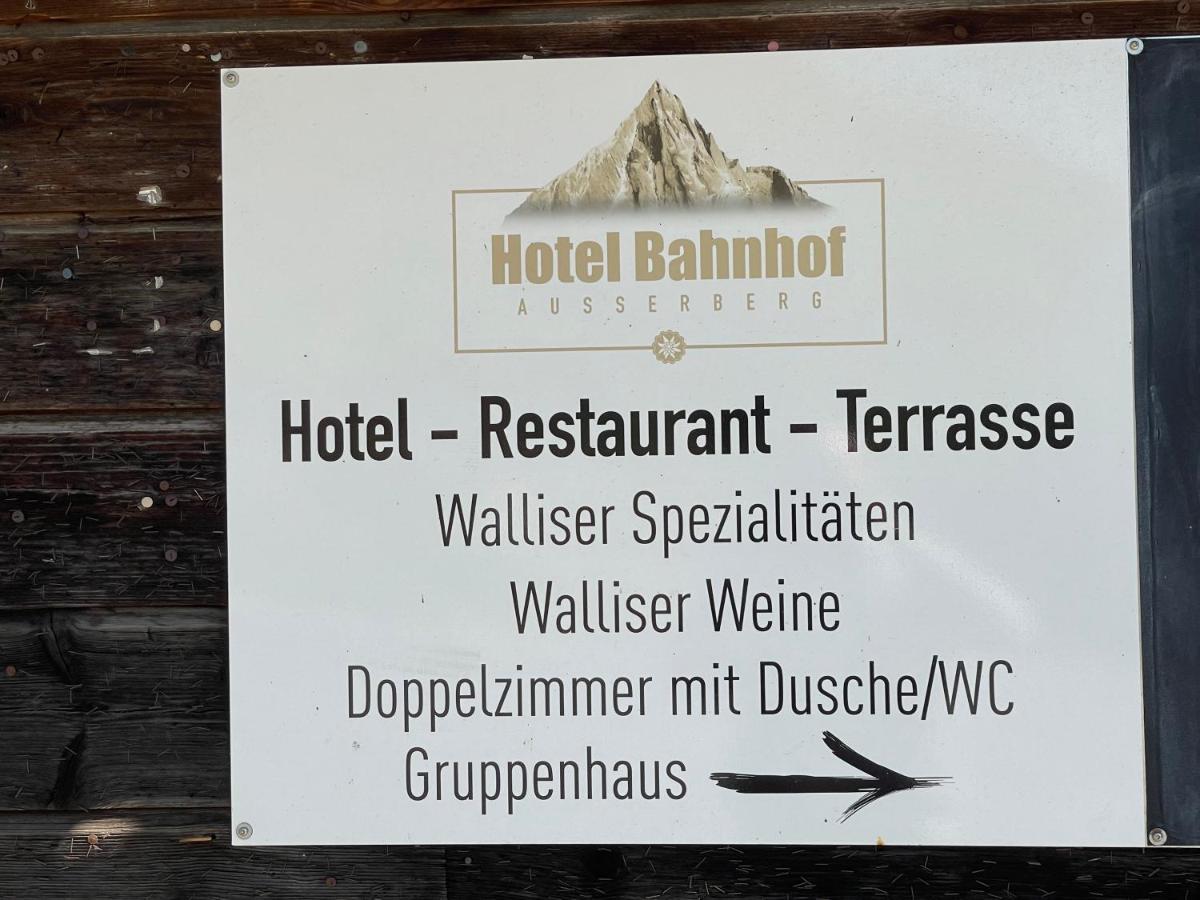 Hotel Bahnhof
AUSSERBERG
Hotel – Restaurant – Terrasse
Walliser Spezialitäten
Walliser Weine
Doppelzimmer mit Dusche/WC
Gruppenhaus